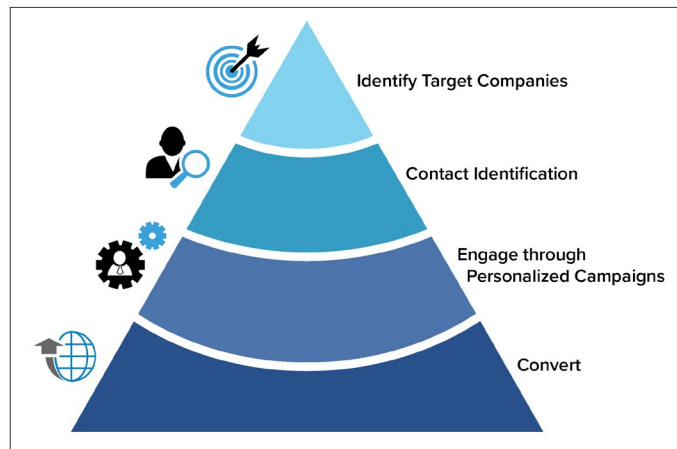 Identify Target Companies
Contact Identification
Engage through
Personalized Campaigns
Convert